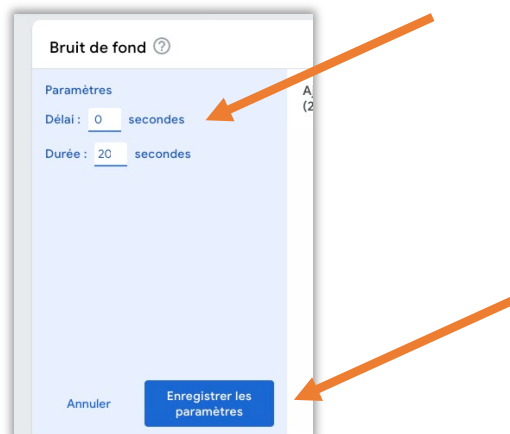 Bruit de fond ?
Paramètres
Délai : 0 secondes
Durée : 20 secondes
Annuler
Enregistrer les
paramètres